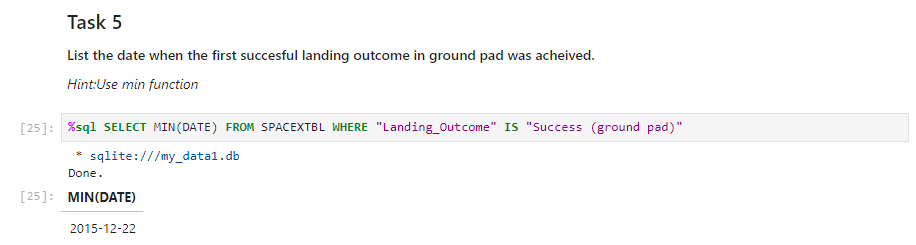 Task 5
List the date when the first succesful landing outcome in ground pad was acheived.
Hint:Use min function
[25]: %sql SELECT MIN(DATE) FROM SPACEXTBL WHERE "Landing_Outcome" IS "Success (ground pad)"
* sqlite:///my_data1.db
Done.
[25]: MIN(DATE)
2015-12-22